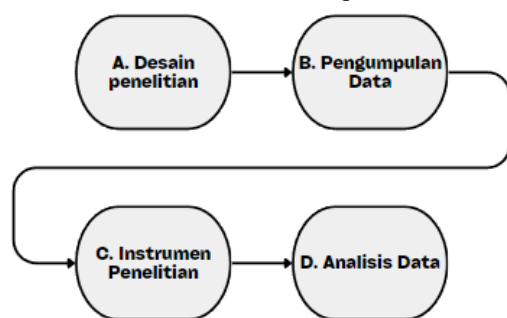 A. Desain
penelitian
B. Pengumpulan
Data
C. Instrumen
Penelitian
D. Analisis Data